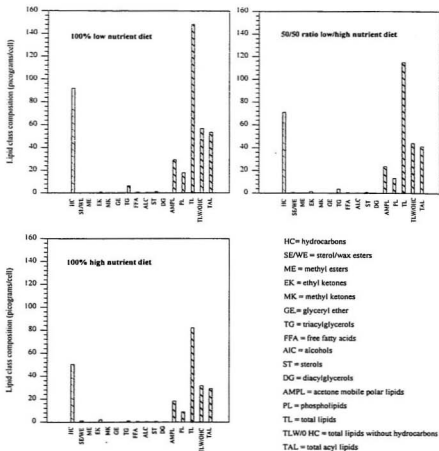 Lipid class composition (picograms/cell)
160
140
120
100
80
60
40
20
0
100% low nutrient diet
HC
SE/WE
ME
EK
MK
GE
TG
FFA
ALC
ST
DG
AMPL
PL
TL
TLW/OHC
TAL
160
140
120
100
80
60
40
20
0
50/50 ratio low/high nutrient diet
HC
SE/WE
ME
EK
MK
GE
TG
FFA
ALC
ST
DG
AMPL
PL
TL
TLW/OHC
TAL
Lipid class composition (picograms/cell)
160
140
120
100
80
60
40
20
0
100% high nutrient diet
HC
SE/WE
ME
EK
MK
GE
TG
FFA
ALC
ST
DG
AMPL
PL
TL
TLW/OHC
TAL
HC= hydrocarbons
SE/WE = sterol/wax esters
ME = methyl esters
EK = ethyl ketones
MK = methyl ketones
GE = glyceryl ether
TG = triacylglycerols
FFA = free fatty acids
AlC = alcohols
ST = sterols
DG = diacylglycerols
AMPL = acetone mobile polar lipids
PL = phospholipids
TL = total lipids
TLW/0 HC = total lipids without hydrocarbons
TAL = total acyl lipids